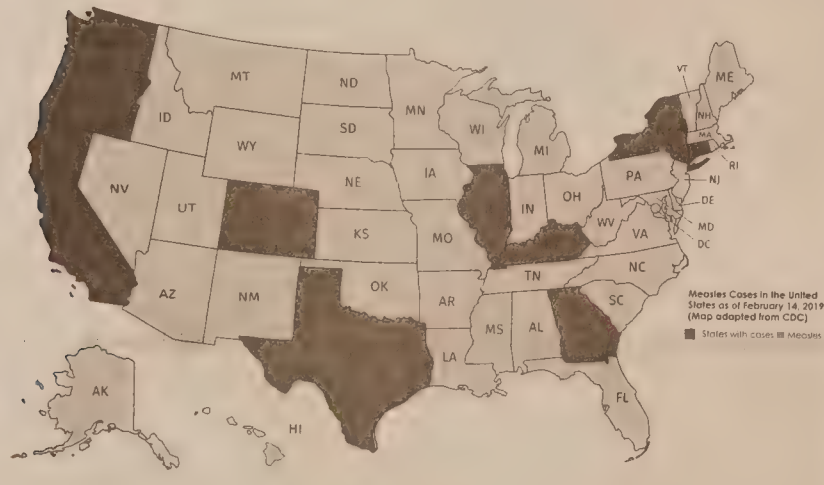 MT
ND
MN
VT
ME
ID
SD
WI
NH
MA
WY
MI
RI
NE
IA
PA
NJ
NV
UT
IN
OH
DE
KS
MO
WV
VA
MD
DC
AZ
NM
OK
TN
NC
AR
SC
MS
AL
LA
FL
AK
HI
Measles Cases in the United
States as of February 14, 2019
(Map adapted from CDC)
States with cases Measles